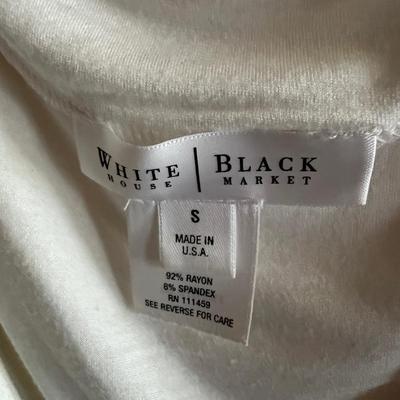 WHITE HOUSE | BLACK MARKET
S
MADE IN
U.S.A.
92% RAYON
8% SPANDEX
RN 111459
SEE REVERSE FOR CARE